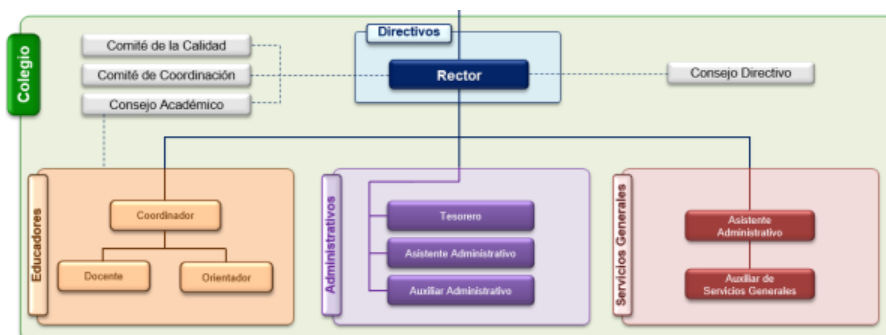 Colegio
Directivos
Comité de la Calidad
Comité de Coordinación
Consejo Académico
Rector
Consejo Directivo
Educadores
Coordinador
Docente
Orientador
Administrativos
Tesorero
Asistente Administrativo
Auxiliar Administrativo
Servicios Generales
Asistente
Administrativo
Auxiliar de
Servicios Generales